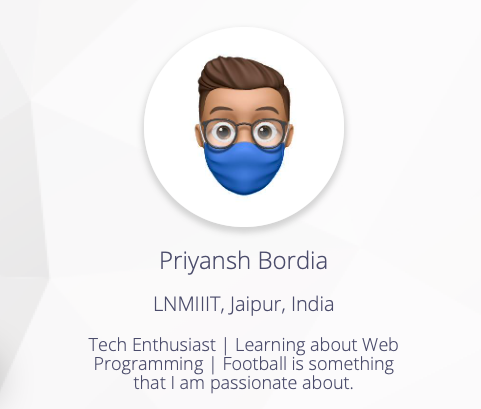 Priyansh Bordia
LNMIIIT, Jaipur, India
Tech Enthusiast | Learning about Web
Programming | Football is something
that I am passionate about.